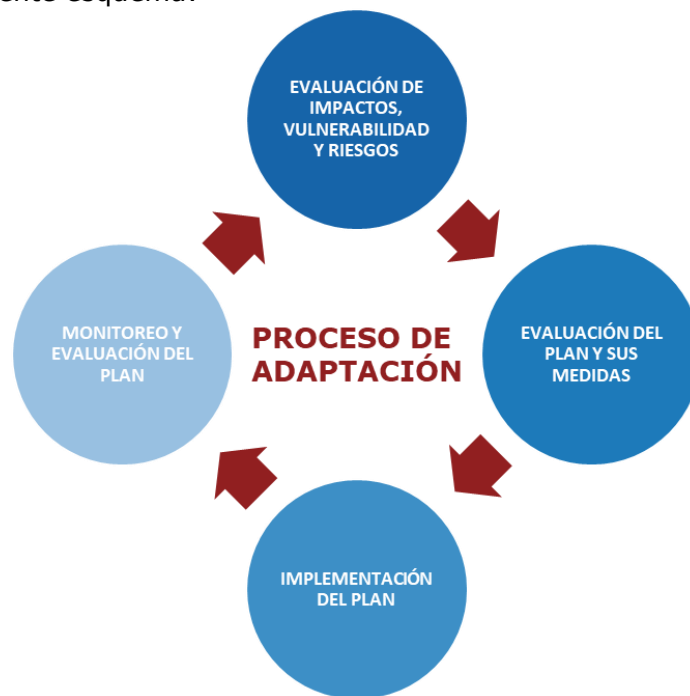 esquema.
EVALUACIÓN DE
IMPACTOS,
VULNERABILIDAD
Y RIESGOS
MONITOREO Y
EVALUACIÓN DEL
PLAN
PROCESO DE
ADAPTACIÓN
EVALUACIÓN DEL
PLAN Y SUS
MEDIDAS
IMPLEMENTACIÓN
DEL PLAN